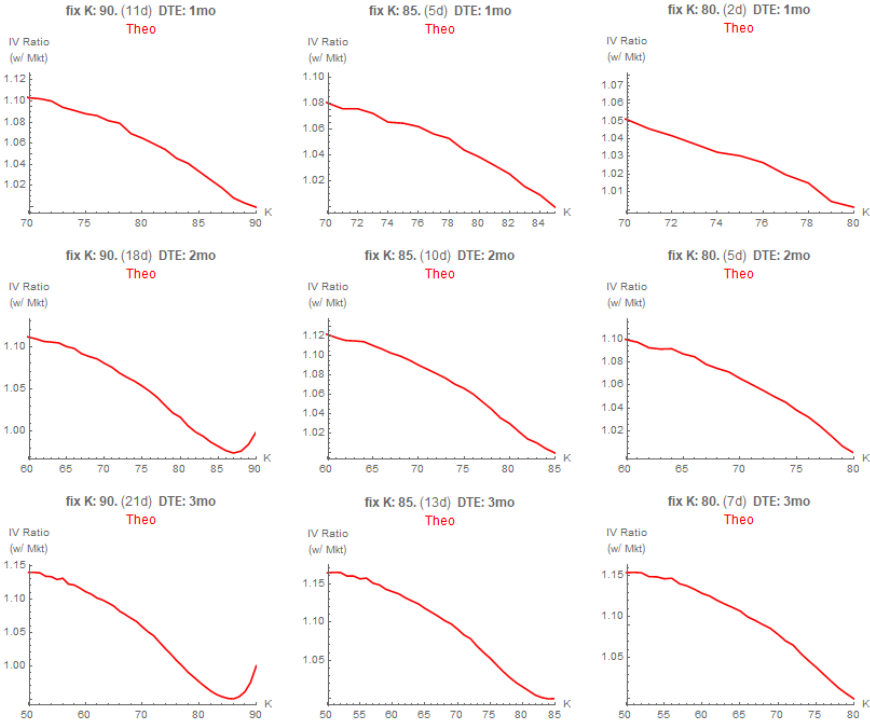 fix K: 90. (11d) DTE: 1mo
Theo
IV Ratio
(w/ Mkt)
1.12
1.10
1.08
1.06
1.04
1.02
70 75 80 85 90
K
fix K: 85. (5d) DTE: 1mo
Theo
IV Ratio
(w/ Mkt)
1.10
1.08
1.06
1.04
1.02
70 72 74 76 78 80 82 84
K
fix K: 80. (2d) DTE: 1mo
Theo
IV Ratio
(w/ Mkt)
1.07
1.06
1.05
1.04
1.03
1.02
1.01
70 72 74 76 78 80
K
fix K: 90. (18d) DTE: 2mo
Theo
IV Ratio
(w/ Mkt)
1.10
1.05
1.00
60 65 70 75 80 85 90
K
fix K: 85. (10d) DTE: 2mo
Theo
IV Ratio
(w/ Mkt)
1.12
1.10
1.08
1.06
1.04
1.02
60 65 70 75 80 85
K
fix K: 80. (5d) DTE: 2mo
Theo
IV Ratio
(w/ Mkt)
1.10
1.08
1.06
1.04
1.02
60 65 70 75 80
K
fix K: 90. (21d) DTE: 3mo
Theo
IV Ratio
(w/ Mkt)
1.15
1.10
1.05
1.00
50 60 70 80 90
K
fix K: 85. (13d) DTE: 3mo
Theo
IV Ratio
(w/ Mkt)
1.15
1.10
1.05
50 55 60 65 70 75 80 85
K
fix K: 80. (7d) DTE: 3mo
Theo
IV Ratio
(w/ Mkt)
1.15
1.10
1.05
50 55 60 65 70 75 80
K